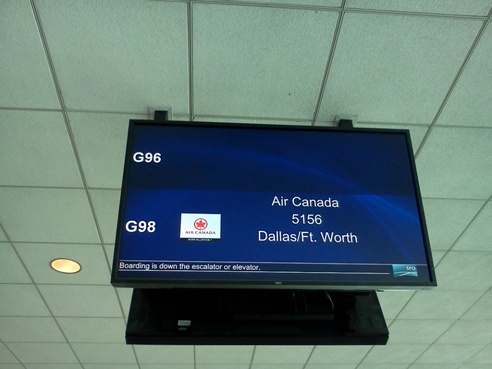 G96
Air Canada
5156
G98
AIR CANADA
Dallas/Ft. Worth
Boarding is down the escalator or elevator.
SFO